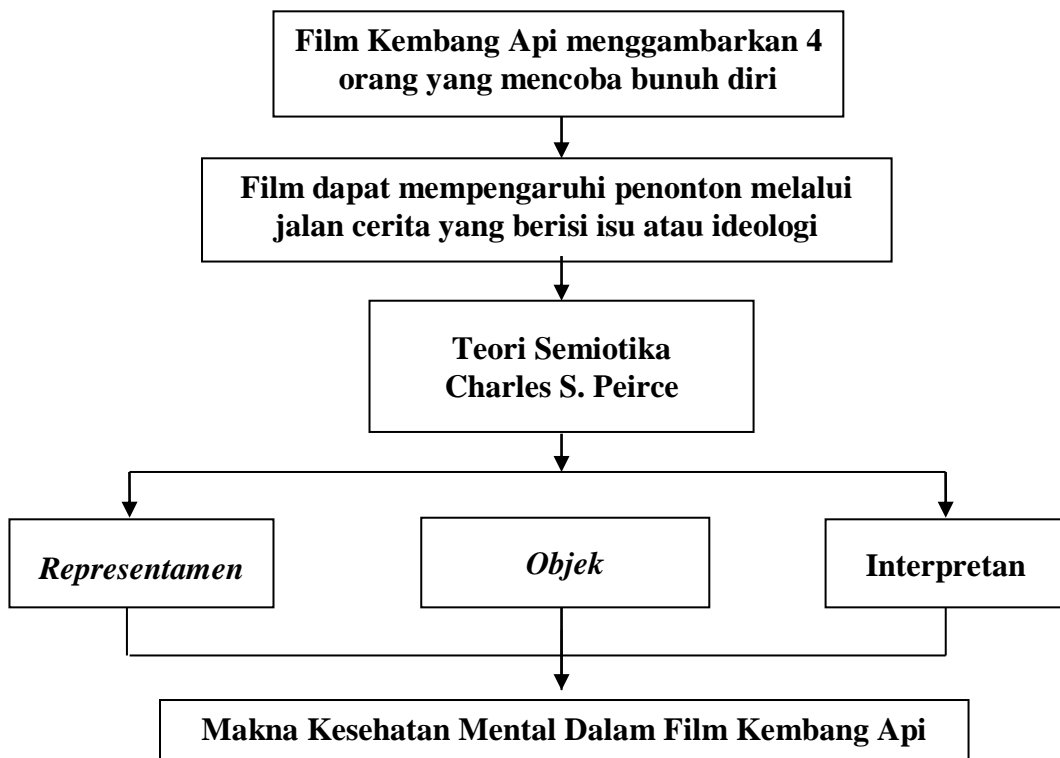 Film Kembang Api menggambarkan 4
orang yang mencoba bunuh diri
Film dapat mempengaruhi penonton melalui
jalan cerita yang berisi isu atau ideologi
Teori Semiotika
Charles S. Peirce
Representamen
Objek
Interpretan
Makna Kesehatan Mental Dalam Film Kembang Api